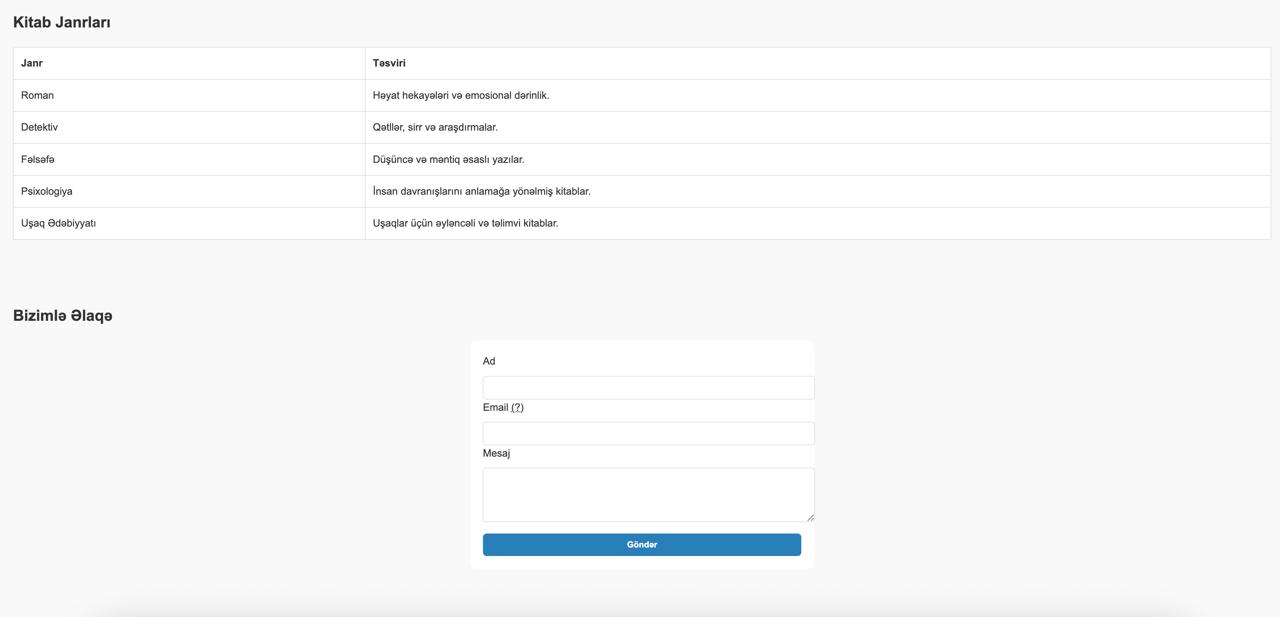 Kitab Janrları
Janr Təsviri
Roman Həyat hekayələri və emosional dərinlik.
Detektiv Qətllər, sirr və araşdırmalar.
Fəlsəfə Düşüncə və məntiq əsaslı yazılar.
Psixologiya İnsan davranışlarını anlamağa yönəlmiş kitablar.
Uşaq Ədəbiyyatı Uşaqlar üçün əyləncəli və təlimvi kitablar.
Bizimlə Əlaqə
Ad
Email (?)
Mesaj
Göndər